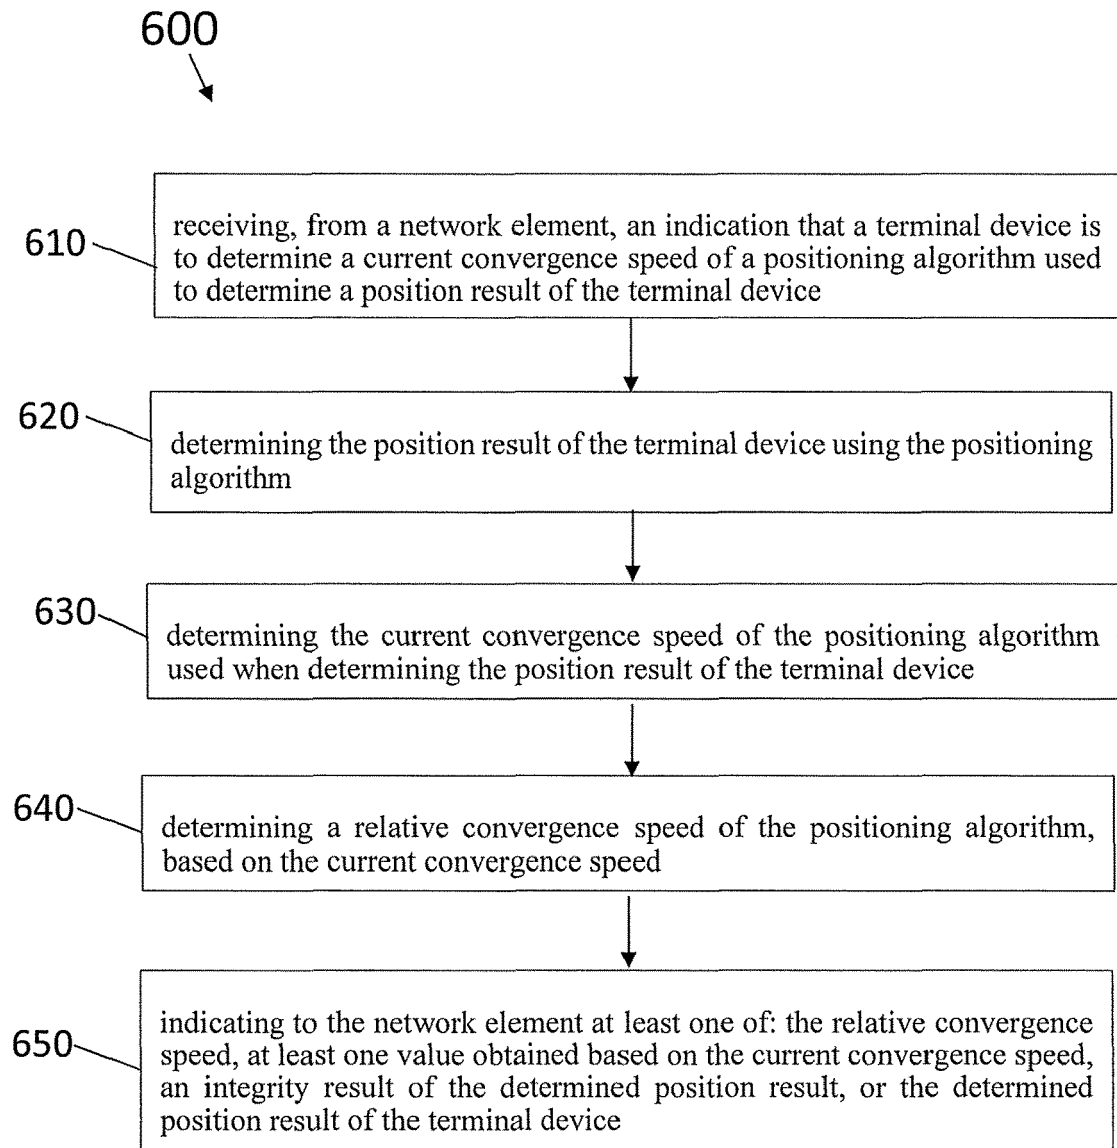 600
610
receiving, from a network element, an indication that a terminal device is
to determine a current convergence speed of a positioning algorithm used
to determine a position result of the terminal device
620
determining the position result of the terminal device using the positioning
algorithm
630
determining the current convergence speed of the positioning algorithm
used when determining the position result of the terminal device
640
determining a relative convergence speed of the positioning algorithm,
based on the current convergence speed
650
indicating to the network element at least one of: the relative convergence
speed, at least one value obtained based on the current convergence speed,
an integrity result of the determined position result, or the determined
position result of the terminal device